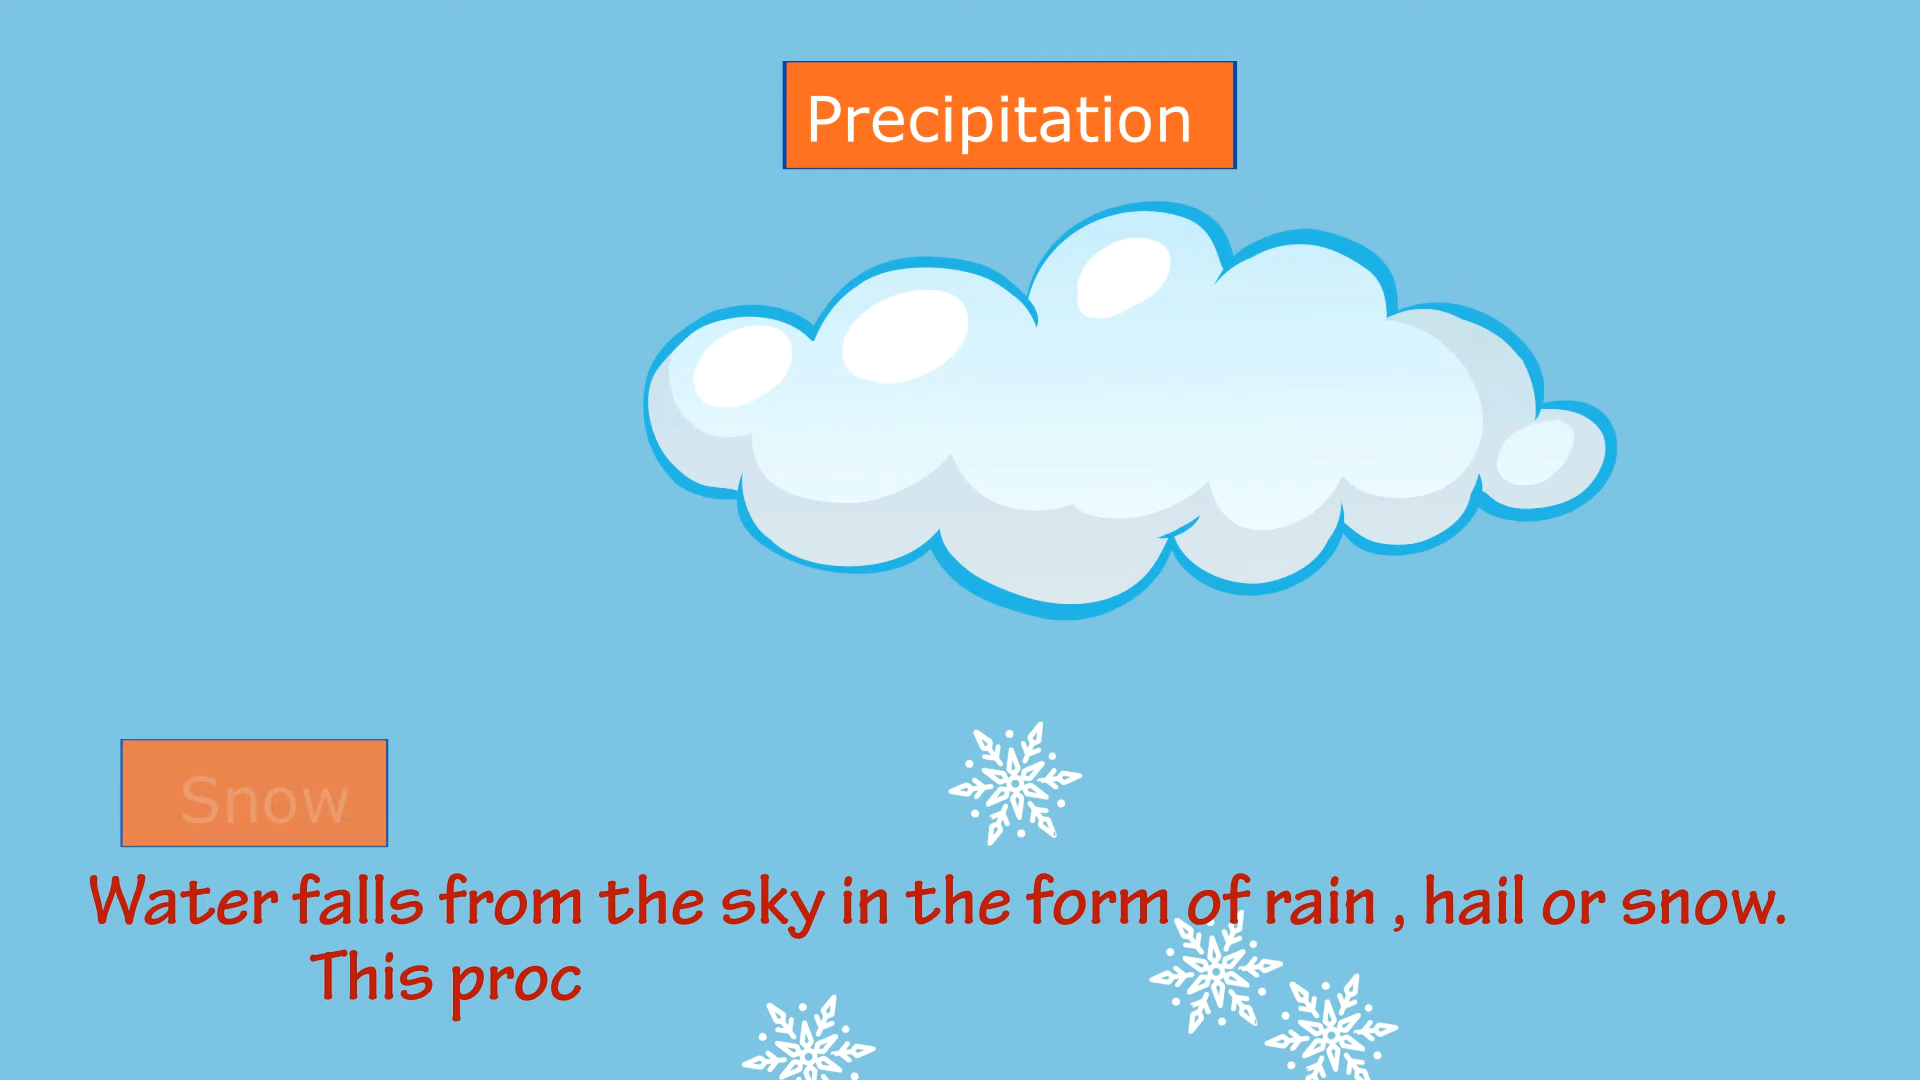 Precipitation
Snow
Water falls from the sky in the form of rain , hail or snow.
This proc